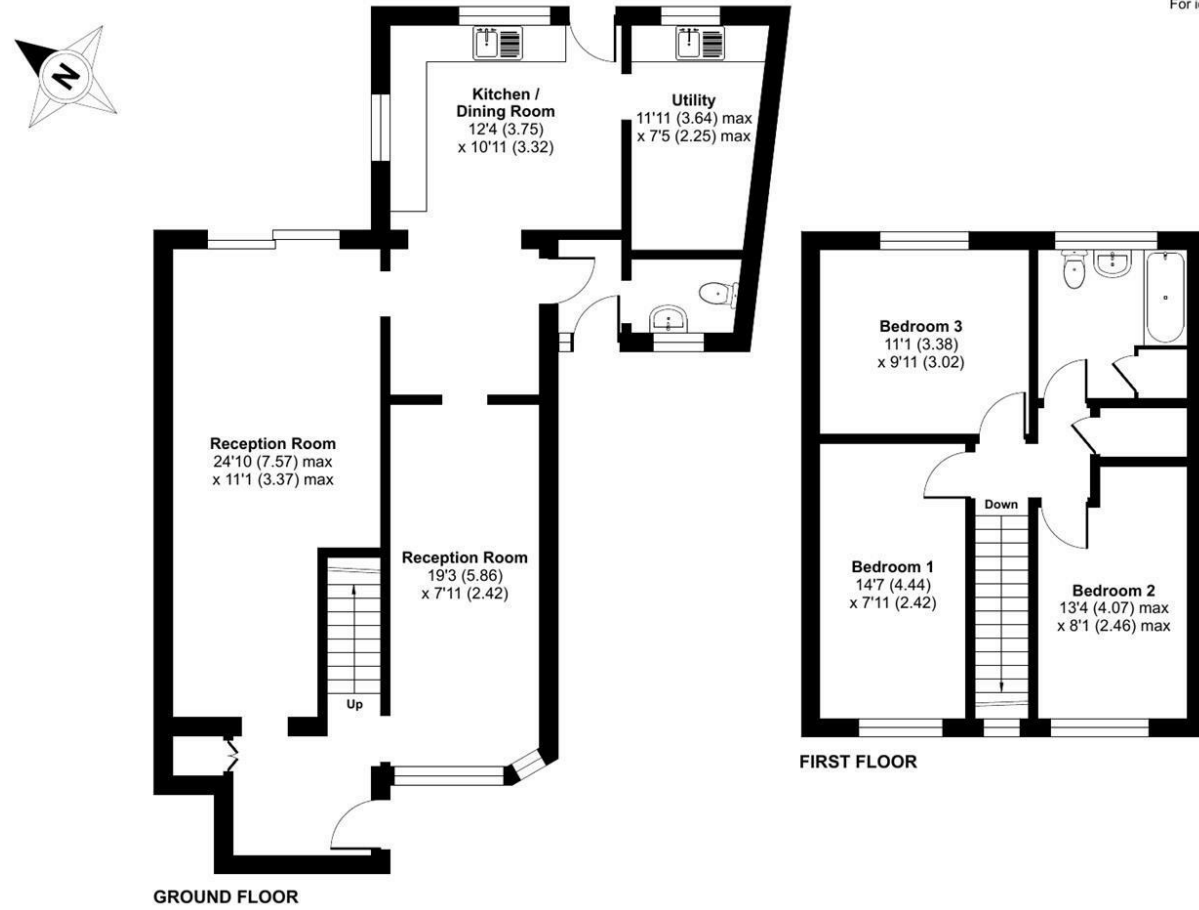 For i
N
Kitchen /
Dining Room
12'4 (3.75)
x 10'11 (3.32)
Utility
11'11 (3.64) max
x 7'5 (2.25) max
Reception Room
24'10 (7.57) max
x 11'1 (3.37) max
Reception Room
19'3 (5.86)
x 7'11 (2.42)
Up
GROUND FLOOR
Bedroom 3
11'1 (3.38)
x 9'11 (3.02)
Down
Bedroom 1
14'7 (4.44)
x 7'11 (2.42)
Bedroom 2
13'4 (4.07) max
x 8'1 (2.46) max
FIRST FLOOR